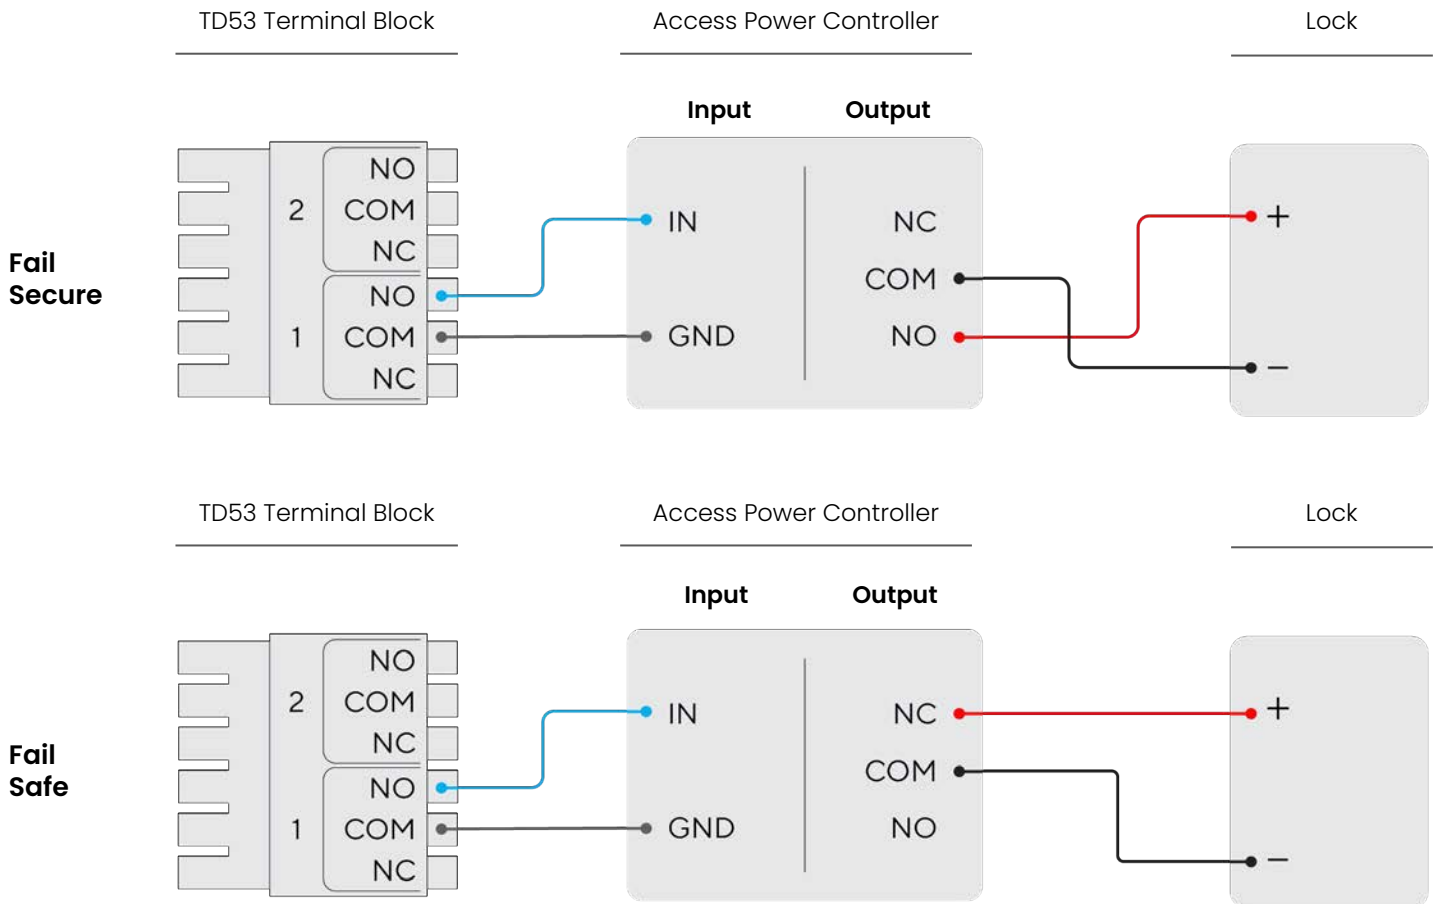 TD53 Terminal Block
Access Power Controller
Lock
Input
Output
Fail
Secure
2
NO
COM
NC
1
NO
COM
NC
IN
GND
NC
COM
NO
+
−
TD53 Terminal Block
Access Power Controller
Lock
Input
Output
Fail
Safe
2
NO
COM
NC
1
NO
COM
NC
IN
GND
NC
COM
NO
+
−